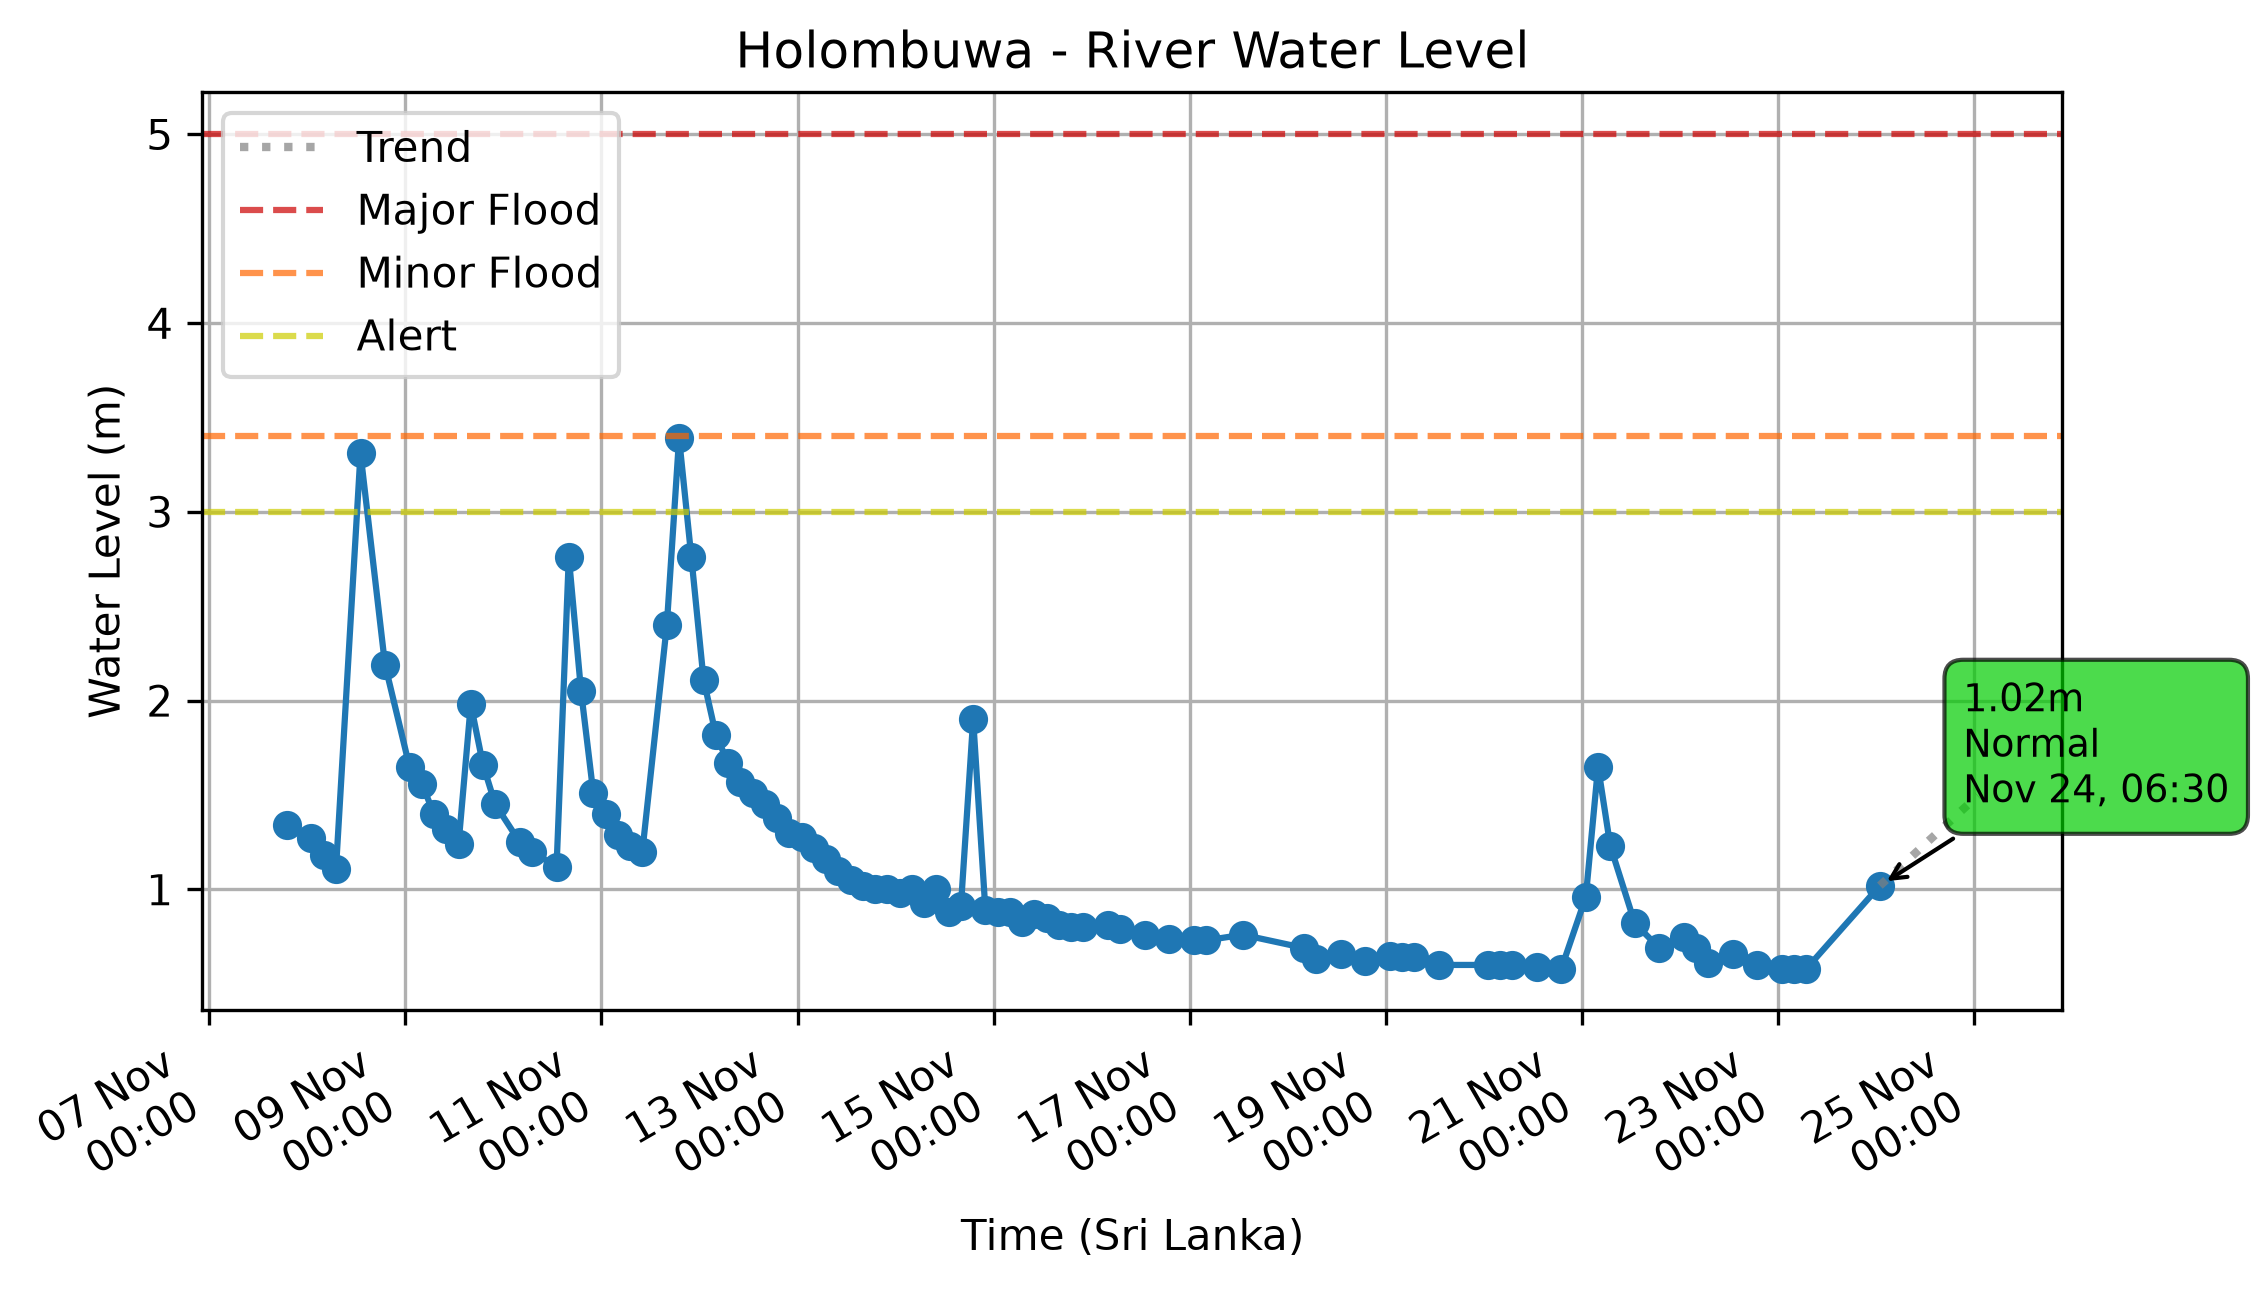 Holombuwa - River Water Level
Trend
Major Flood
Minor Flood
Alert
5
4
3
2
1
Water Level (m)
1.02m
Normal
Nov 24, 06:30
07 Nov
00:00
09 Nov
00:00
11 Nov
00:00
13 Nov
00:00
15 Nov
00:00
17 Nov
00:00
19 Nov
00:00
21 Nov
00:00
23 Nov
00:00
25 Nov
00:00
Time (Sri Lanka)